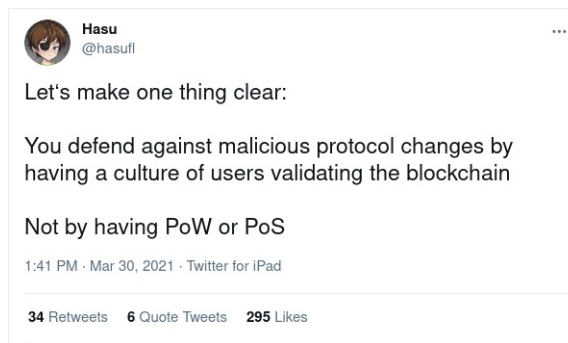 Hasu
@hasufl
Let‘s make one thing clear:
You defend against malicious protocol changes by
having a culture of users validating the blockchain
Not by having PoW or PoS
1:41 PM · Mar 30, 2021 · Twitter for iPad
34 Retweets 6 Quote Tweets 295 Likes